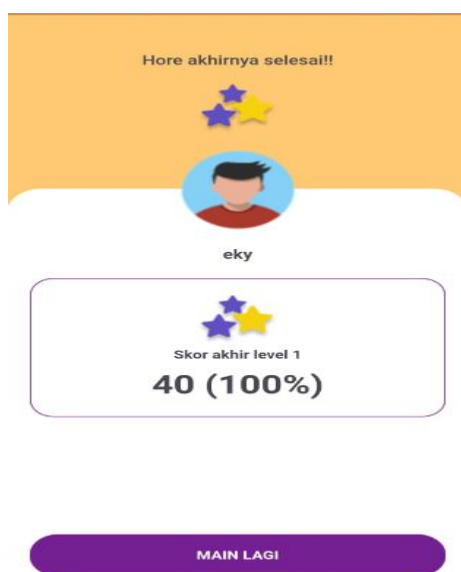 Hore akhirnya selesai!!
eky
Skor akhir level 1
40 (100%)
MAIN LAGI